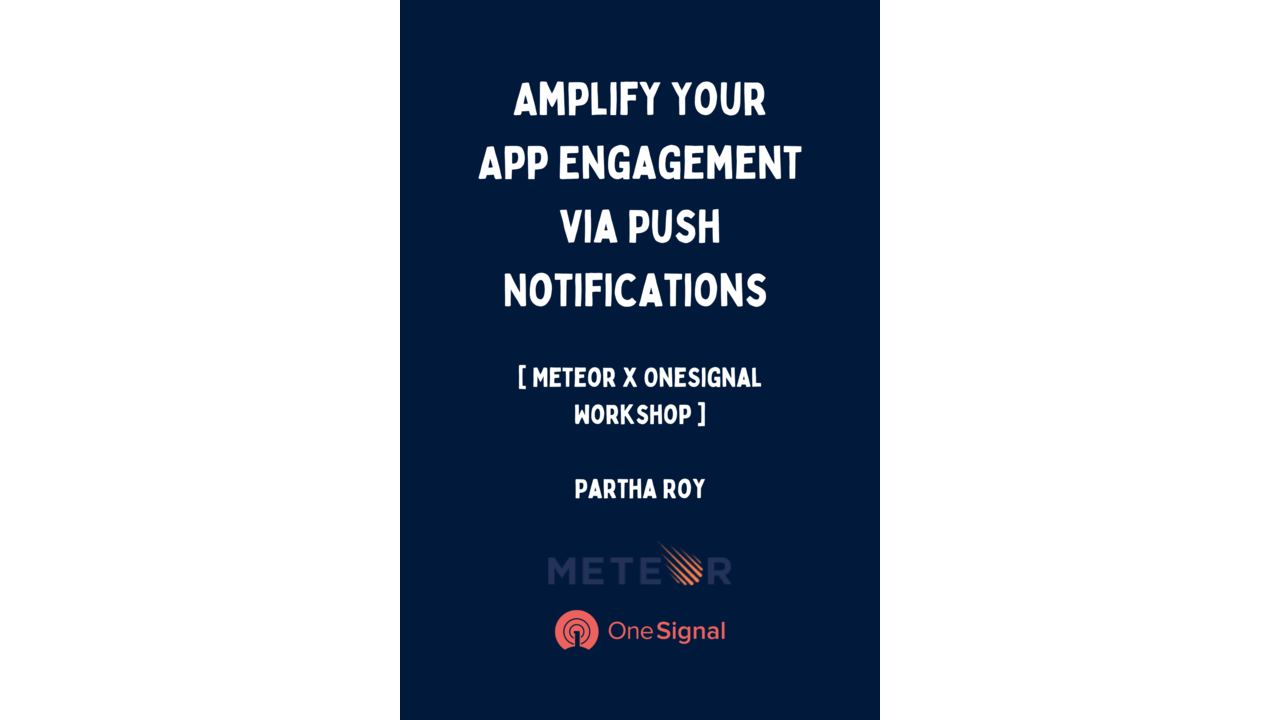 AMPLIFY YOUR
APP ENGAGEMENT
VIA PUSH
NOTIFICATIONS
[ METEOR X ONESIGNAL
WORKSHOP ]
PARTHA ROY
METEOR
OneSignal